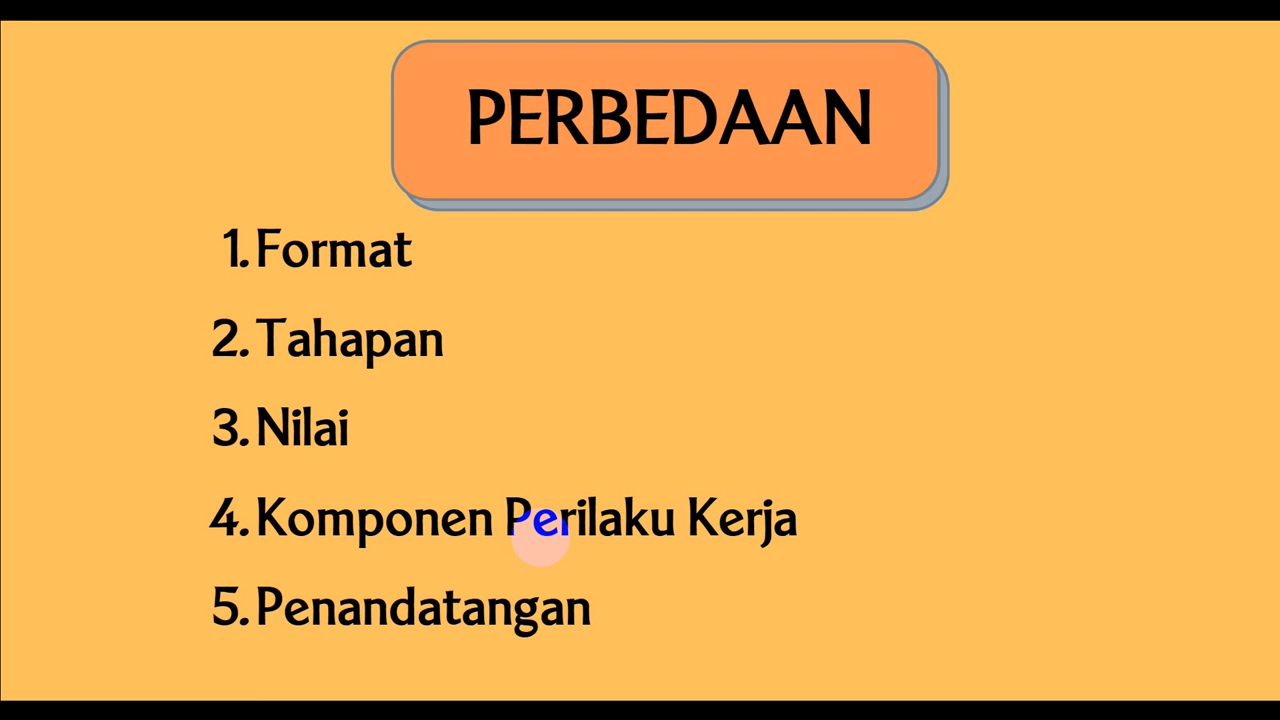 PERBEDAAN
1. Format
2. Tahapan
3. Nilai
4. Komponen Perilaku Kerja
5. Penandatangan